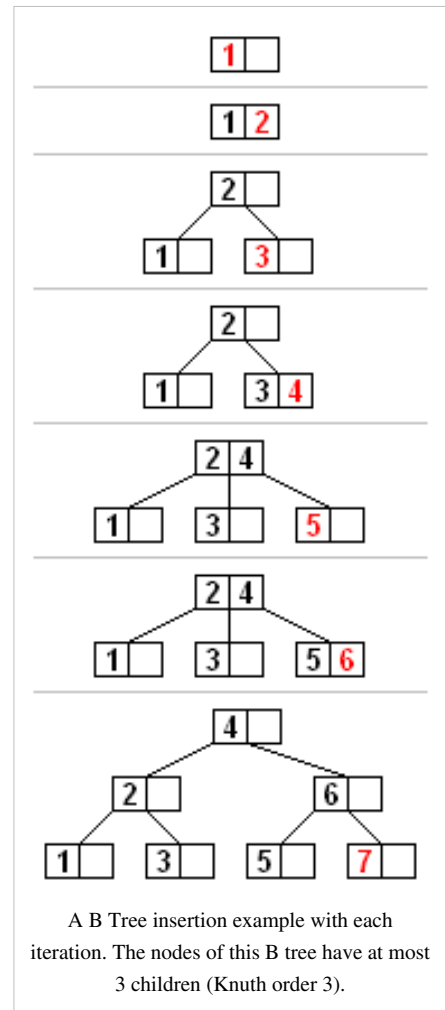 1
1 2
2
1 3
2
1 3 4
2 4
1 3 5
2 4
1 3 5 6
4
2 6
1 3 5 7
A B Tree insertion example with each
iteration. The nodes of this B tree have at most
3 children (Knuth order 3).